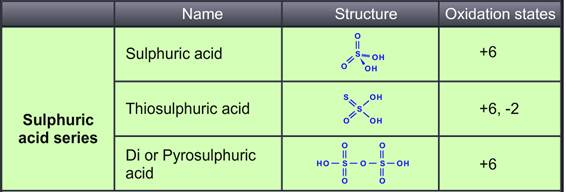 Name Structure Oxidation states
Sulphuric acid series
Sulphuric acid
O
S OH
O OH
+6
Thiosulphuric acid
S OH
S
O OH
+6, -2
Di or Pyrosulphuric acid
O O
HO S O S OH
O O
+6